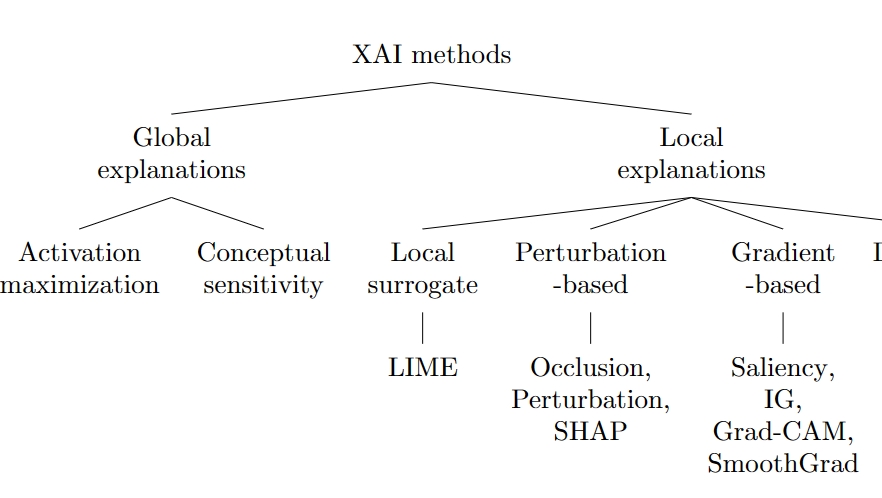 XAI methods
Global
explanations
Local
explanations
Activation
maximization
Conceptual
sensitivity
Local
surrogate
Perturbation
-based
Gradient
-based
LIME
Occlusion,
Perturbation,
SHAP
Saliency,
IG,
Grad-CAM,
SmoothGrad